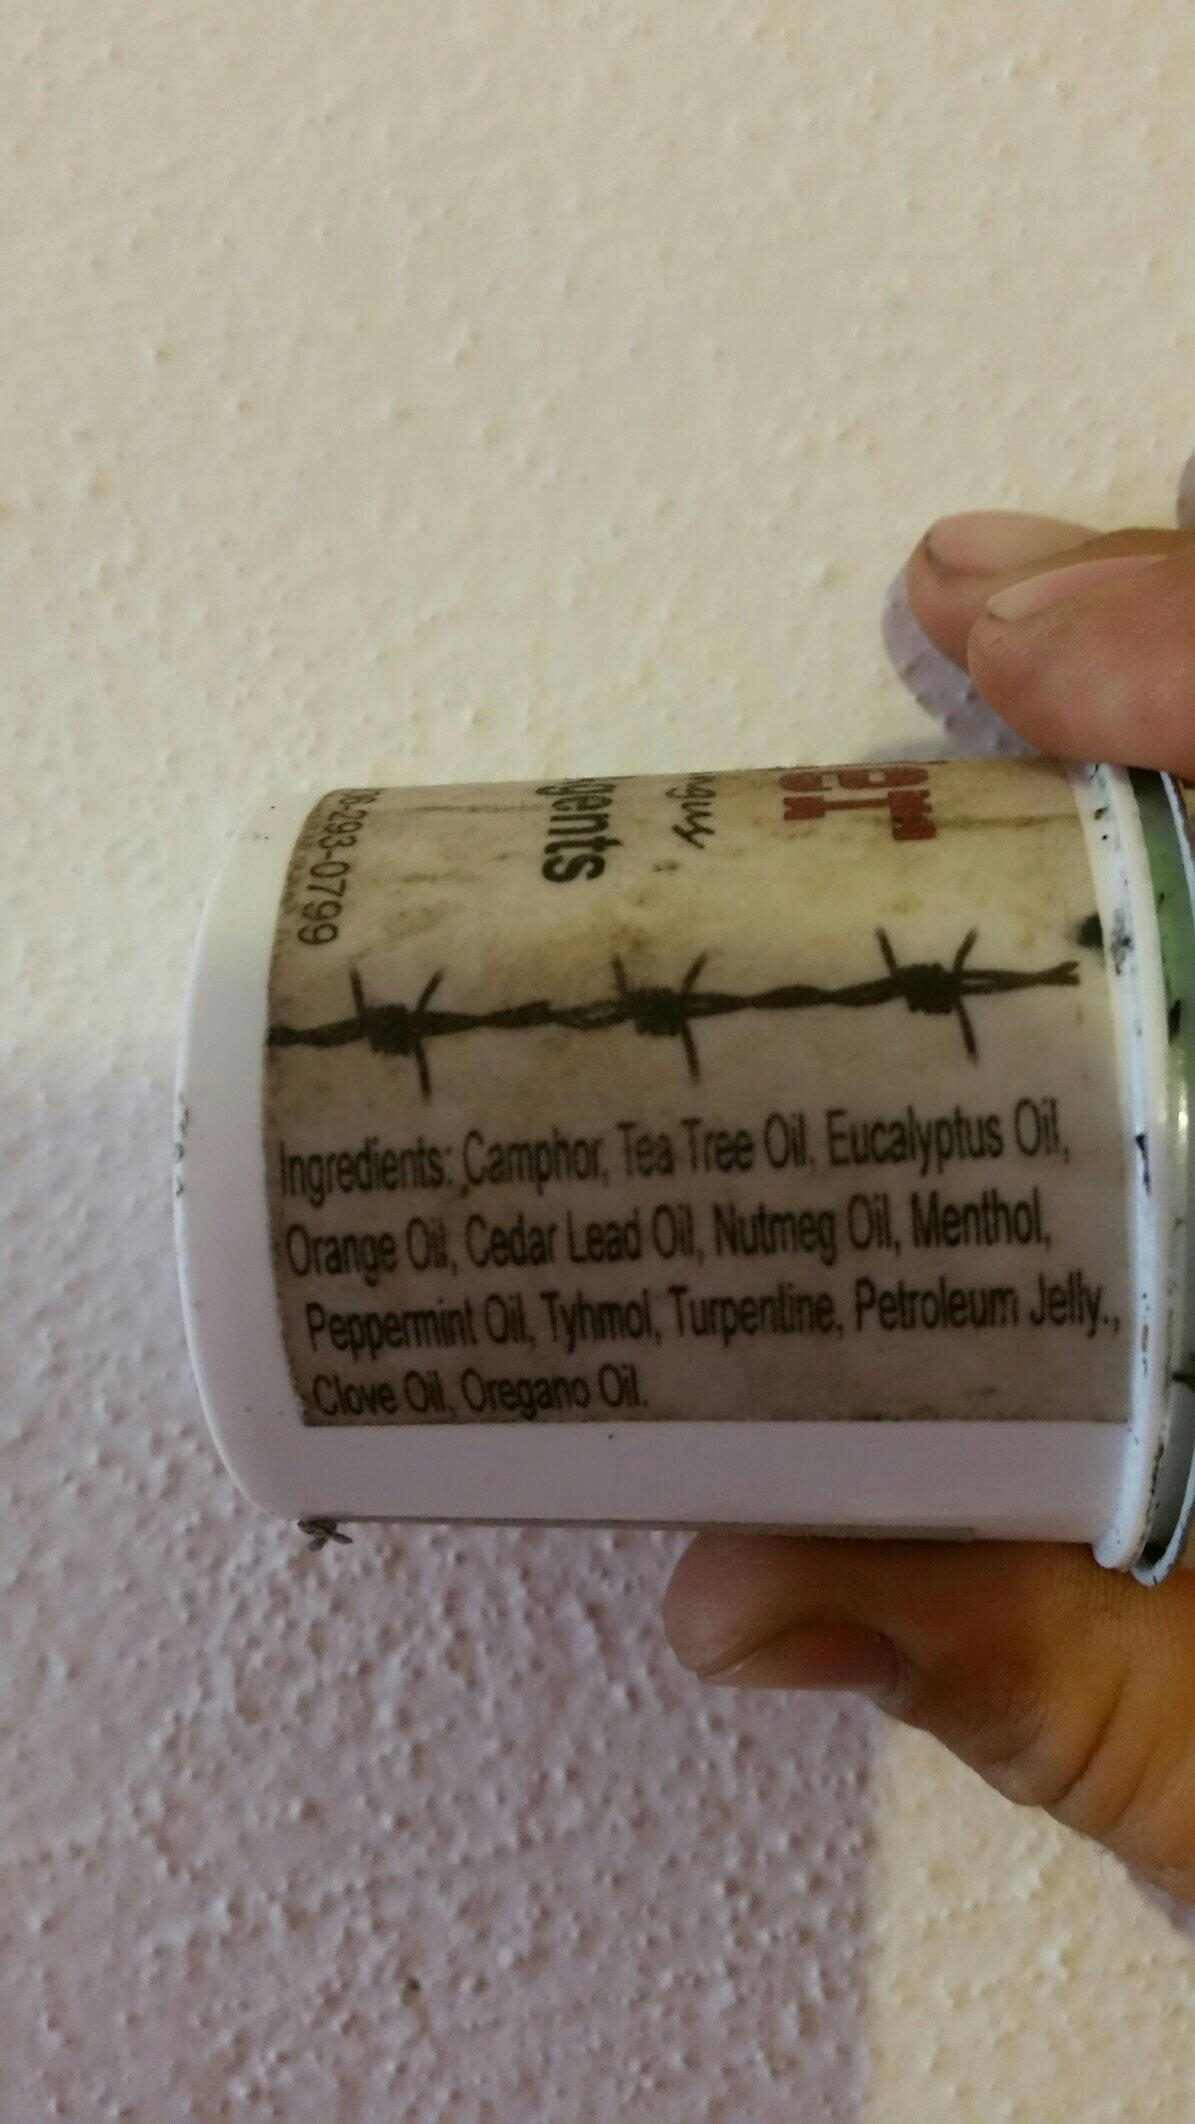 Ingredients: Camphor, Tea Tree Oil, Eucalyptus Oil,
Orange Oil, Cedar Lead Oil, Nutmeg Oil, Menthol,
Peppermint Oil, Tyhmol, Turpentine, Petroleum Jelly.,
Clove Oil, Oregano Oil.
gents
293-0799